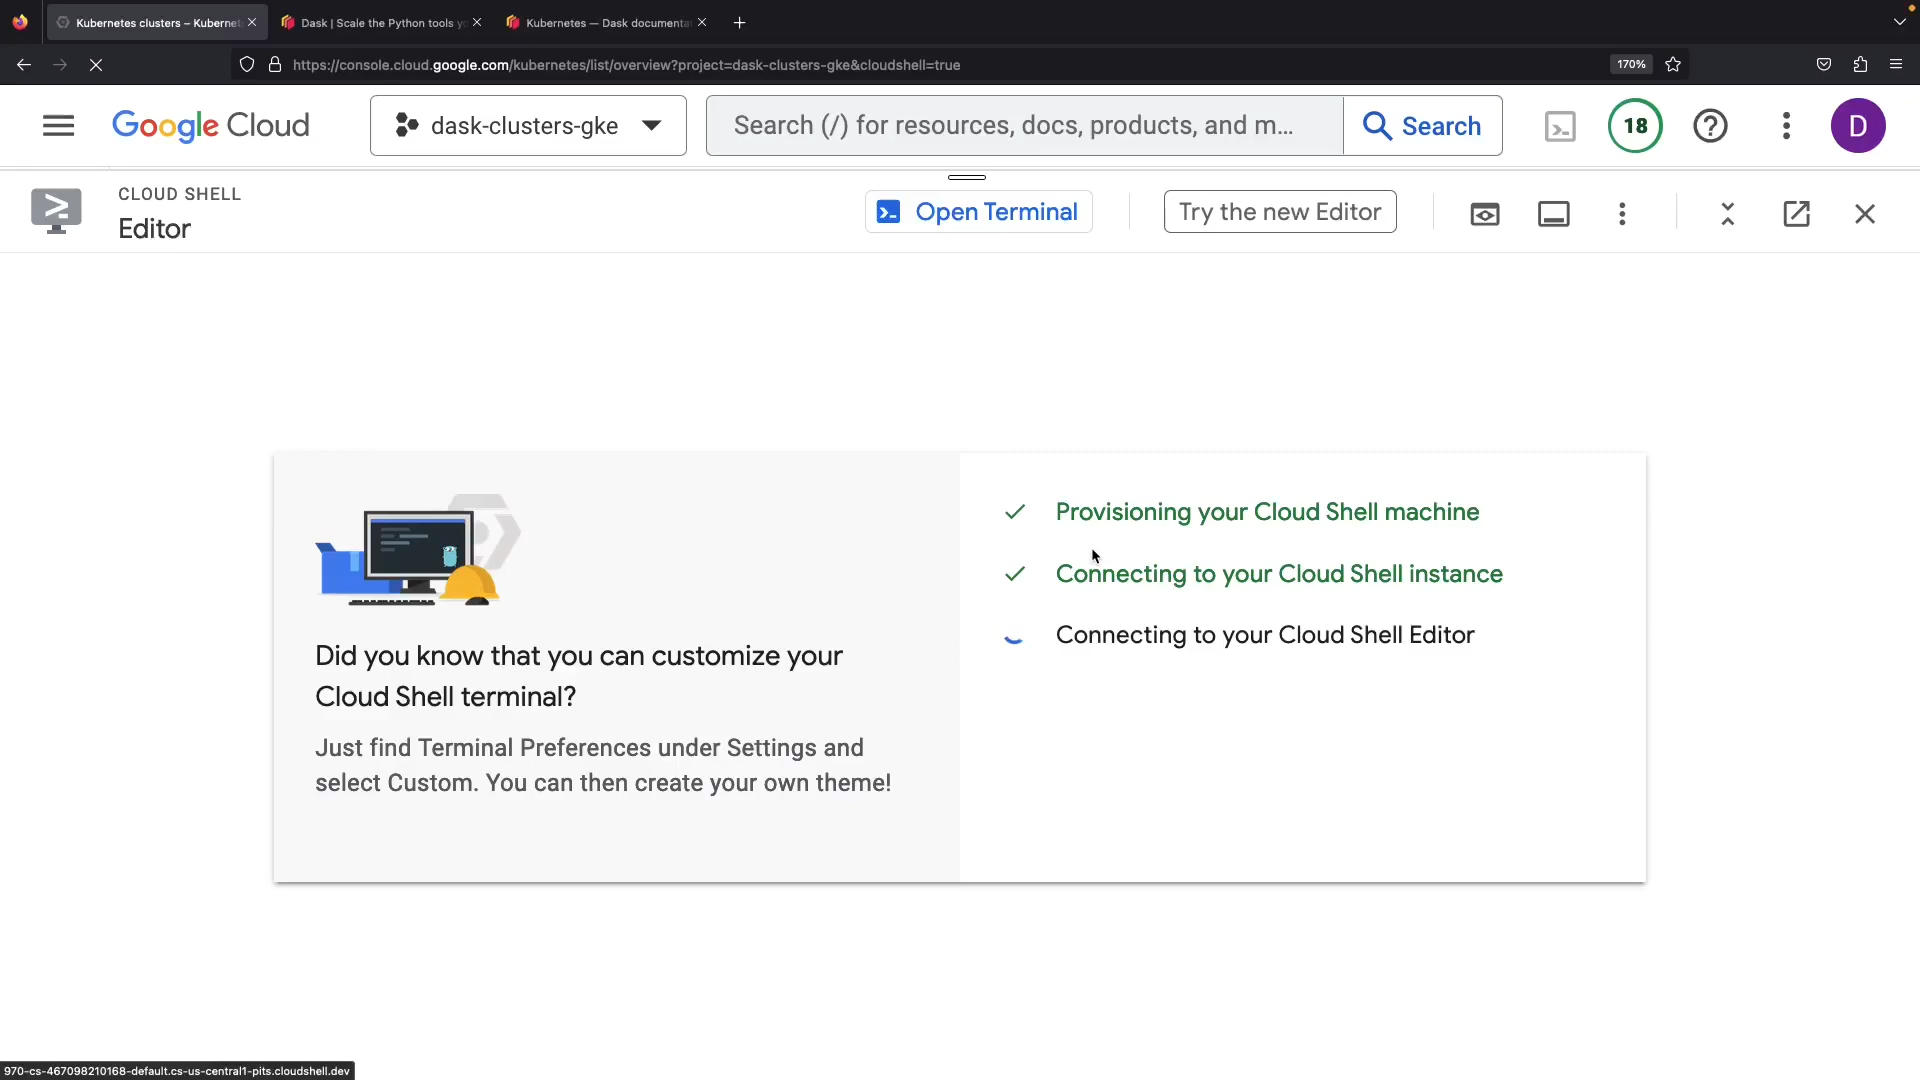 Kubernetes clusters – Kubernet
Dask | Scale the Python tools yo
Kubernetes — Dask documenta
https://console.cloud.google.com/kubernetes/list/overview?project=dask-clusters-gke&cloudshell=true
170%
Google Cloud
dask-clusters-gke
Search (/) for resources, docs, products, and m...
Search
18
D
CLOUD SHELL
Editor
Open Terminal
Try the new Editor
Provisioning your Cloud Shell machine
Connecting to your Cloud Shell instance
Connecting to your Cloud Shell Editor
Did you know that you can customize your
Cloud Shell terminal?
Just find Terminal Preferences under Settings and
select Custom. You can then create your own theme!
970-cs-467098210168-default.cs-us-central1-pits.cloudshell.dev